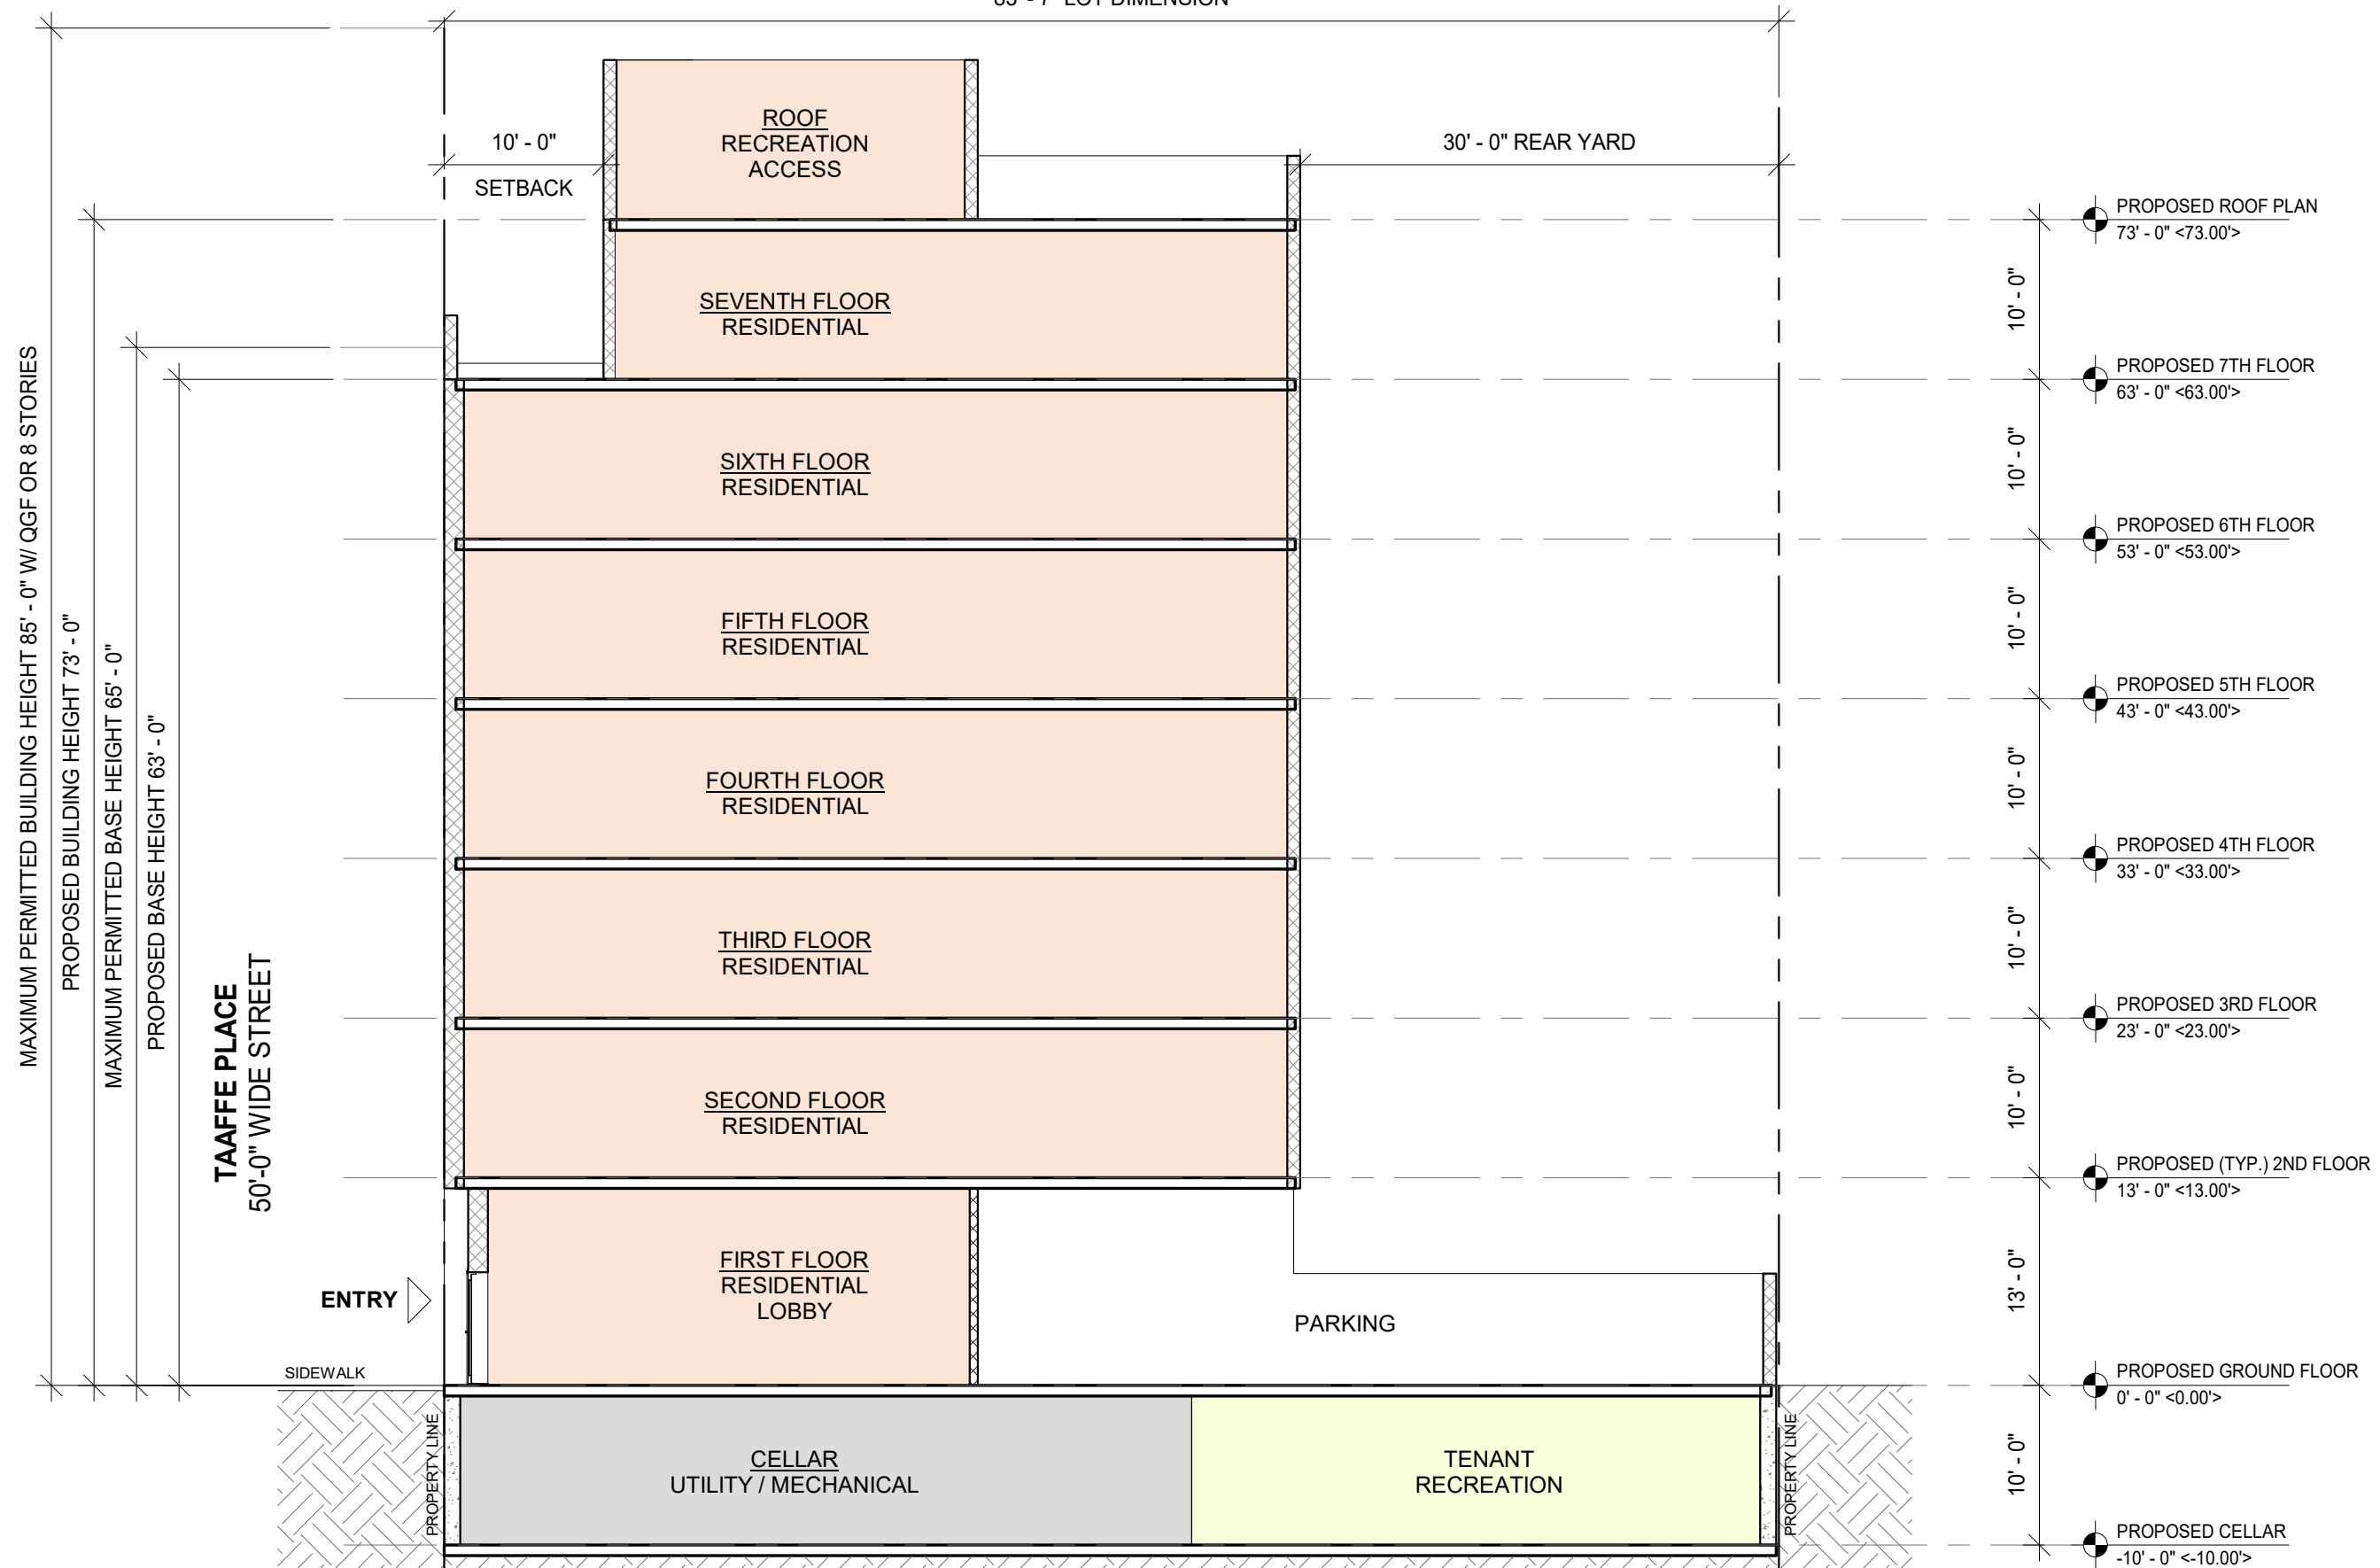 83' - 7" LOT DIMENSION
ROOF
RECREATION
ACCESS
10' - 0"
SETBACK
30' - 0" REAR YARD
PROPOSED ROOF PLAN
73' - 0" <73.00'>
10' - 0"
SEVENTH FLOOR
RESIDENTIAL
PROPOSED 7TH FLOOR
63' - 0" <63.00'>
10' - 0"
SIXTH FLOOR
RESIDENTIAL
PROPOSED 6TH FLOOR
53' - 0" <53.00'>
10' - 0"
FIFTH FLOOR
RESIDENTIAL
PROPOSED 5TH FLOOR
43' - 0" <43.00'>
10' - 0"
FOURTH FLOOR
RESIDENTIAL
PROPOSED 4TH FLOOR
33' - 0" <33.00'>
10' - 0"
THIRD FLOOR
RESIDENTIAL
PROPOSED 3RD FLOOR
23' - 0" <23.00'>
10' - 0"
SECOND FLOOR
RESIDENTIAL
PROPOSED (TYP.) 2ND FLOOR
13' - 0" <13.00'>
13' - 0"
FIRST FLOOR
RESIDENTIAL
LOBBY
PARKING
ENTRY
SIDEWALK
PROPOSED GROUND FLOOR
0' - 0" <0.00'>
10' - 0"
CELLAR
UTILITY / MECHANICAL
TENANT
RECREATION
PROPERTY LINE
PROPERTY LINE
PROPOSED CELLAR
-10' - 0" <-10.00'>
MAXIMUM PERMITTED BUILDING HEIGHT 85' - 0" W/ QGF OR 8 STORIES
PROPOSED BUILDING HEIGHT 73' - 0"
MAXIMUM PERMITTED BASE HEIGHT 65' - 0"
PROPOSED BASE HEIGHT 63' - 0"
TAAFFE PLACE
50'-0" WIDE STREET